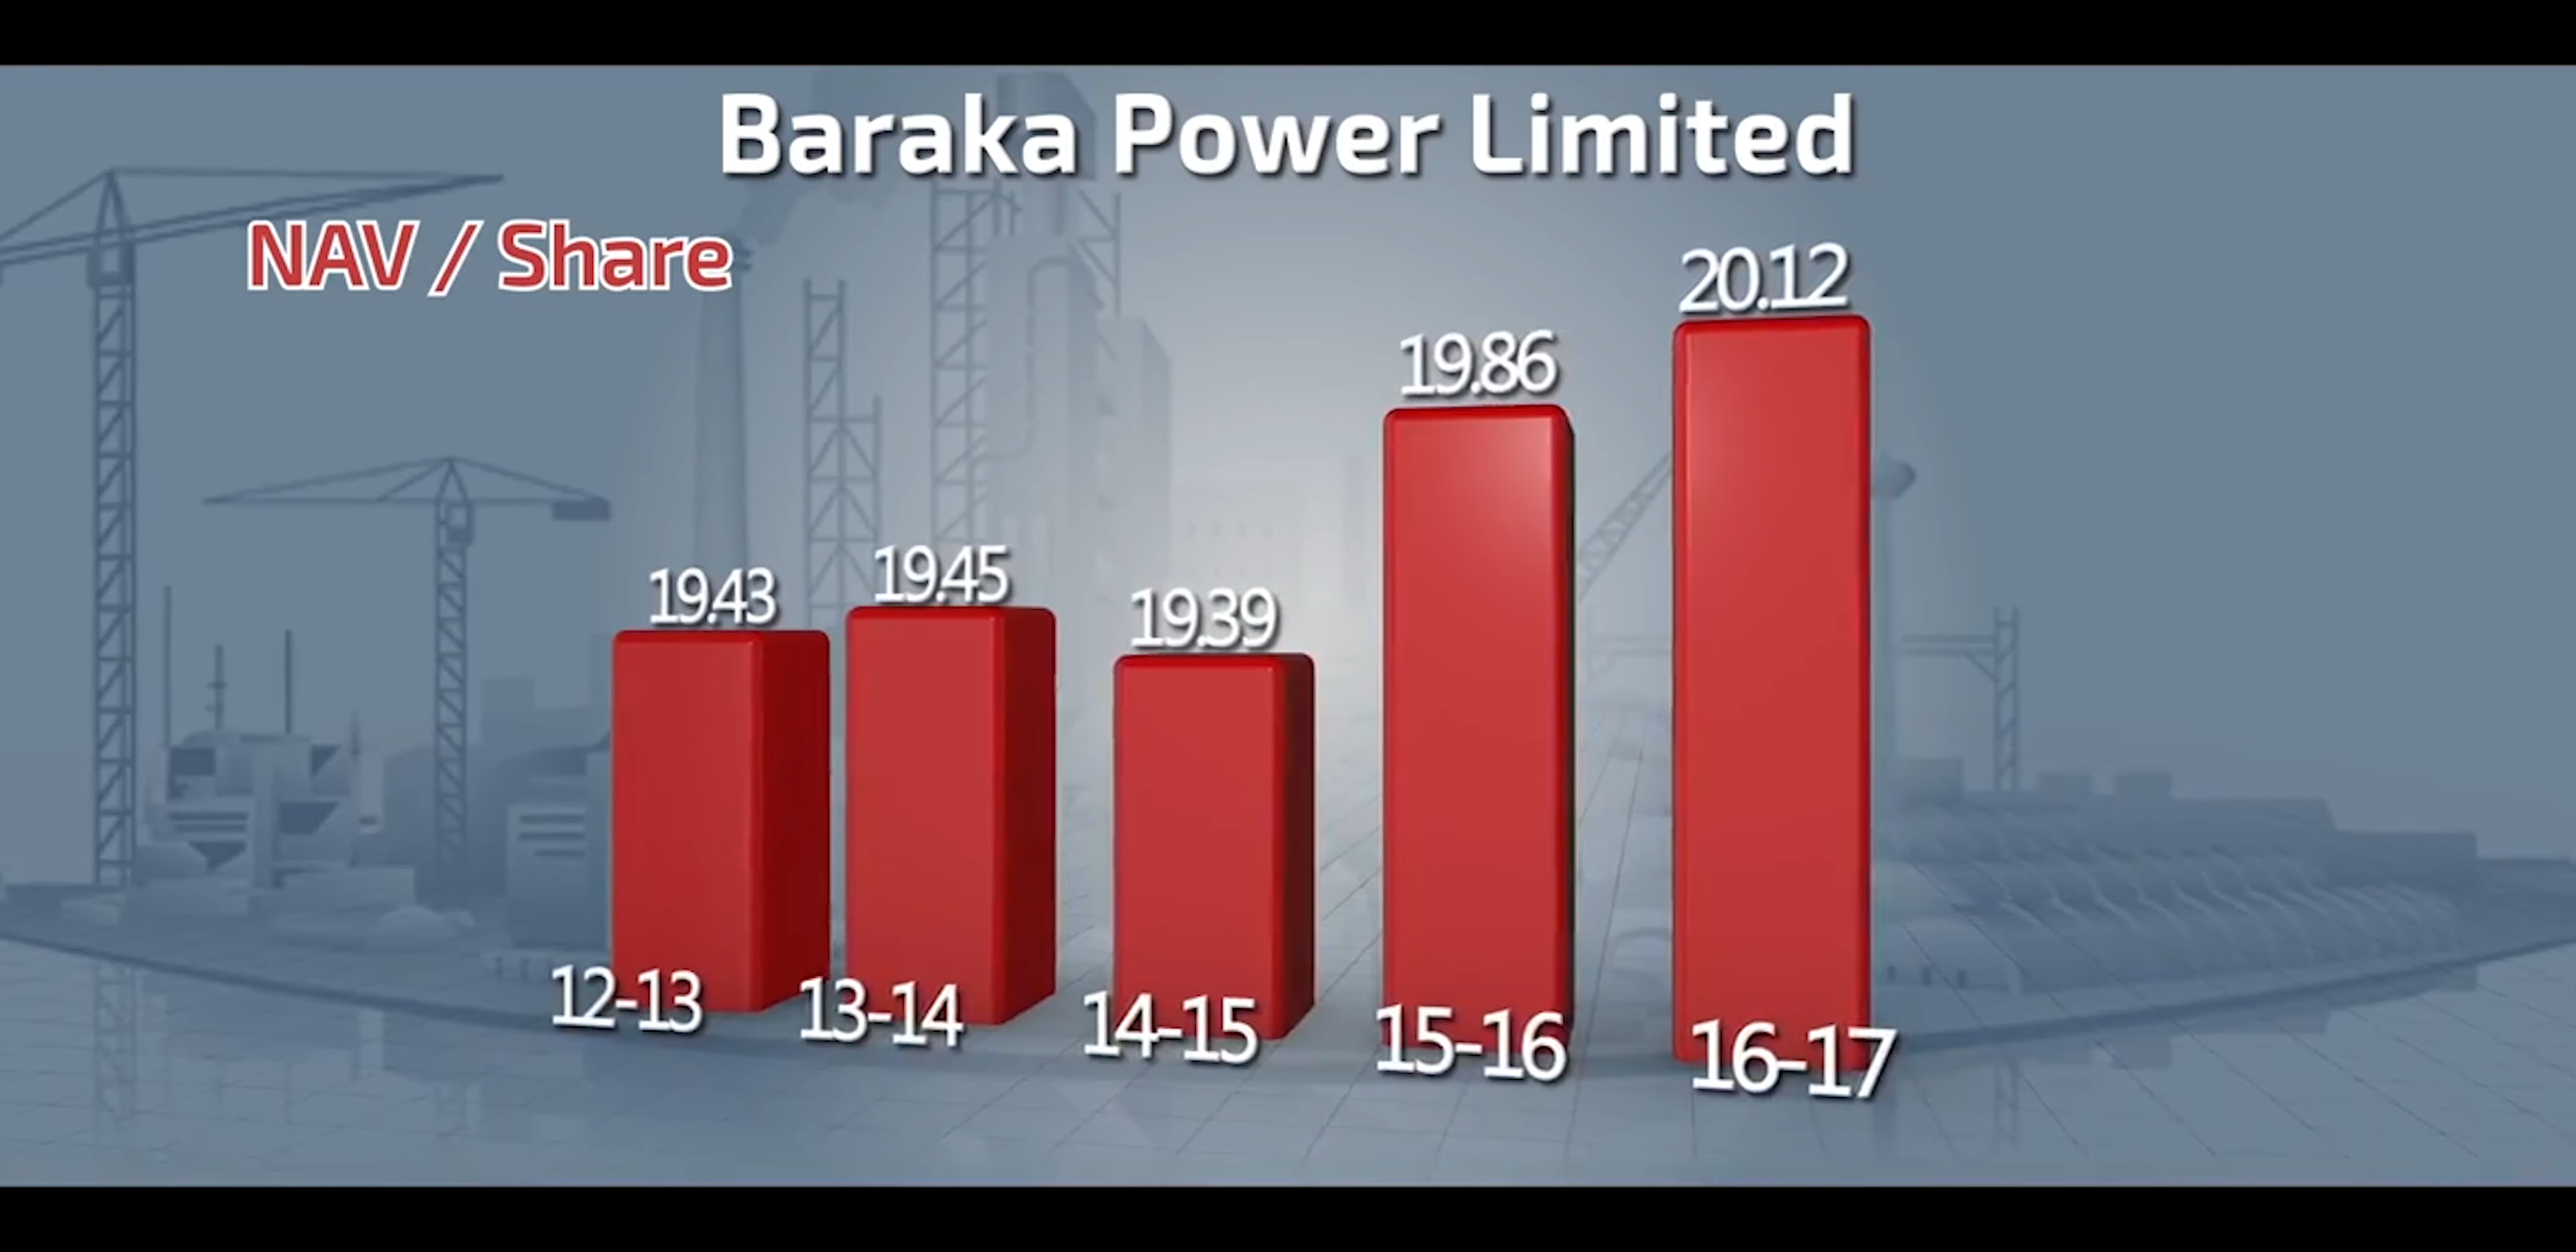 Baraka Power Limited
NAV / Share
20.12
19.86
19.45
19.43
19.39
12-13 13-14 14-15 15-16 16-17